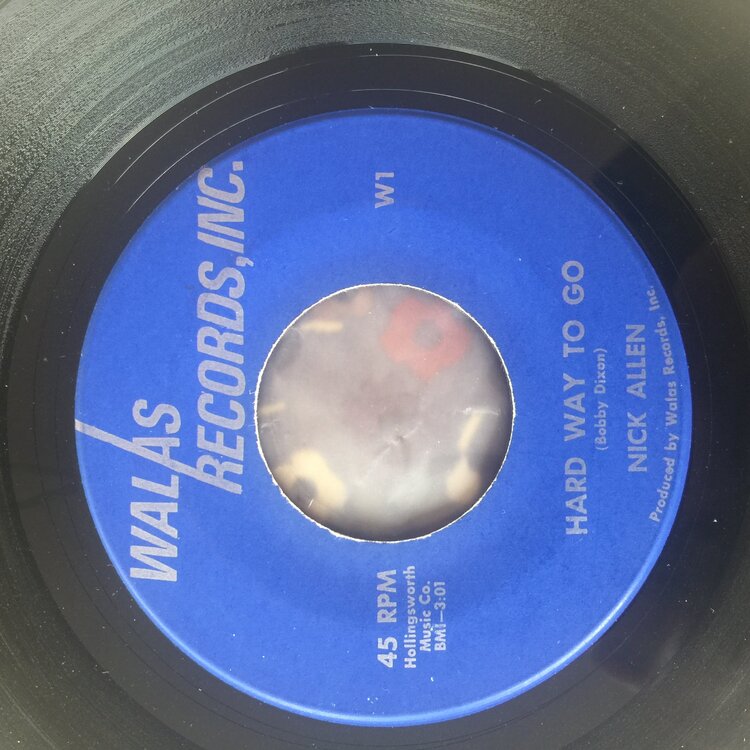 WALAS
RECORDS, INC.
45 RPM
Hollingsworth
Music Co.
BMI—3:01
W1
HARD WAY TO GO
(Bobby Dixon)
NICK ALLEN
Produced by Walas Records, Inc.